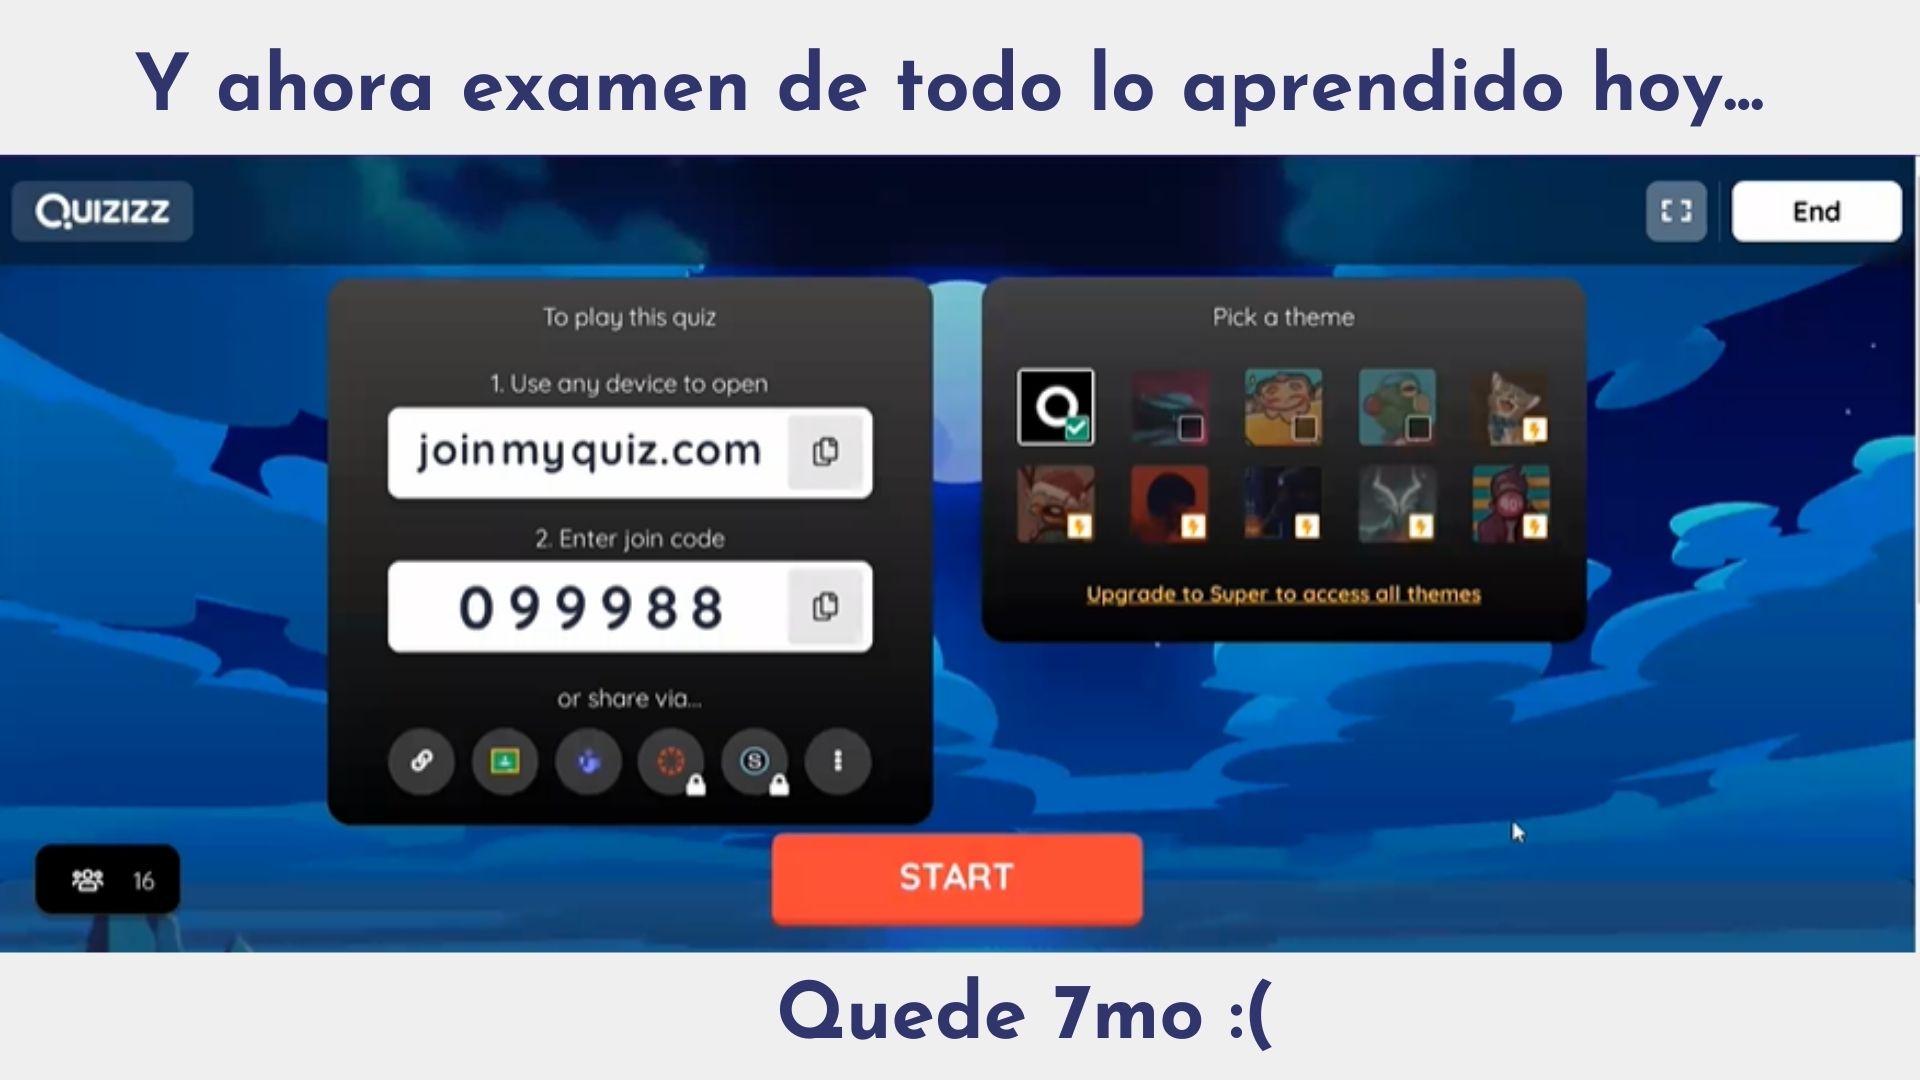 Y ahora examen de todo lo aprendido hoy...
QUIZIZZ
End
To play this quiz
1. Use any device to open
joinmyquiz.com
2. Enter join code
099988
or share via...
Pick a theme
Upgrade to Super to access all themes
16
START
Quede 7mo :(